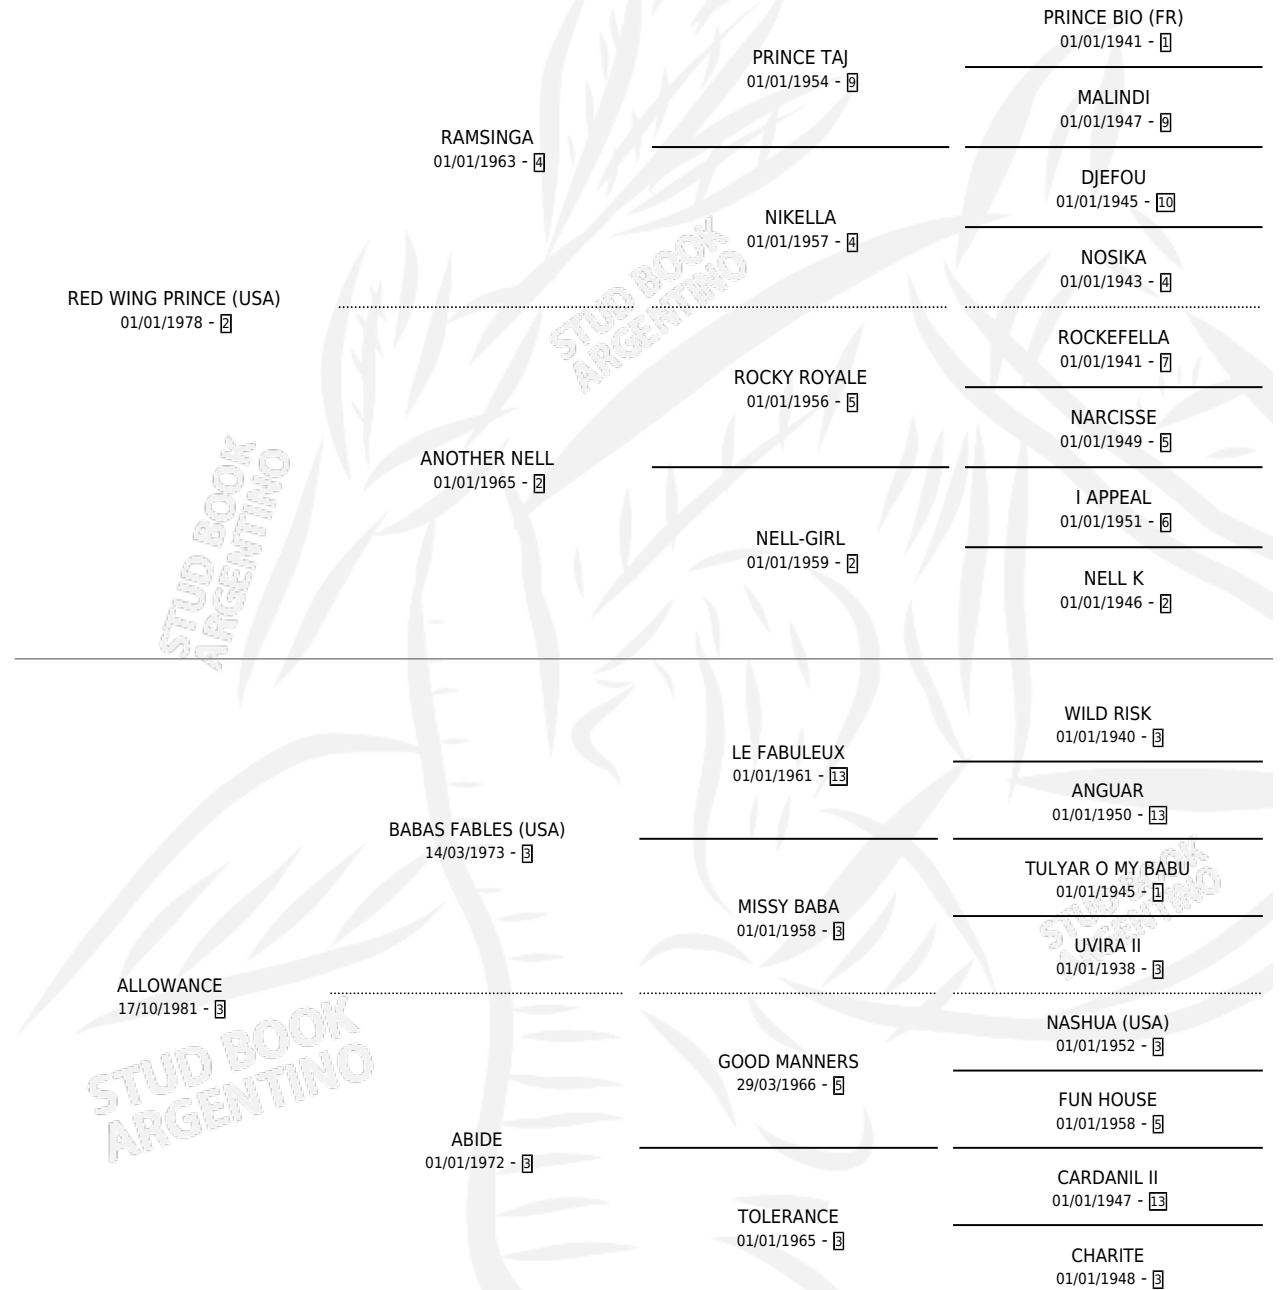 PRINCE BIO (FR)
01/01/1941 - 1
PRINCE TAJ
01/01/1954 - 9
MALINDI
01/01/1947 - 9
RAMSINGA
01/01/1963 - 4
DJEFOU
01/01/1945 - 10
NIKELLA
01/01/1957 - 4
NOSIKA
01/01/1943 - 4
RED WING PRINCE (USA)
01/01/1978 - 2
ROCKEFELLA
01/01/1941 - 7
ROCKY ROYALE
01/01/1956 - 5
NARCISSE
01/01/1949 - 5
ANOTHER NELL
01/01/1965 - 2
I APPEAL
01/01/1951 - 6
NELL-GIRL
01/01/1959 - 2
NELL K
01/01/1946 - 2
WILD RISK
01/01/1940 - 3
LE FABULEUX
01/01/1961 - 13
ANGUAR
01/01/1950 - 13
BABAS FABLES (USA)
14/03/1973 - 3
TULYAR O MY BABU
01/01/1945 - 1
MISSY BABA
01/01/1958 - 3
UVIRA II
01/01/1938 - 3
ALLOWANCE
17/10/1981 - 3
NASHUA (USA)
01/01/1952 - 3
GOOD MANNERS
29/03/1966 - 5
FUN HOUSE
01/01/1958 - 5
ABIDE
01/01/1972 - 3
CARDANIL II
01/01/1947 - 13
TOLERANCE
01/01/1965 - 3
CHARITE
01/01/1948 - 3
STUD BOOK
ARGENTINO
STUD BOOK
ARGENTINO
STUD BOOK
ARGENTINO
STUD BOOK
ARGENTINO